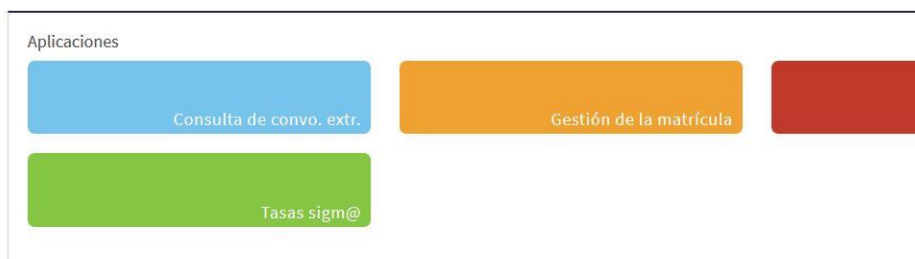 Aplicaciones
Consulta de convo. extr.
Gestión de la matrícula
Tasas sigm@